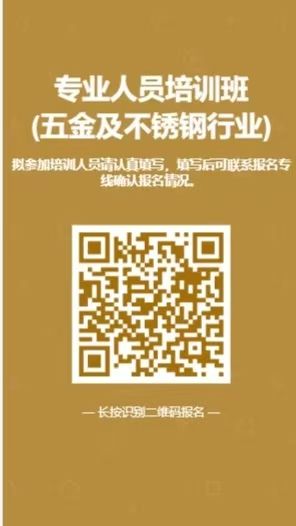 专业人员培训班
(五金及不锈钢行业)
拟参加培训人员请认真填写，填写后可联系报名专
线确认报名情况。
— 长按识别二维码报名 —